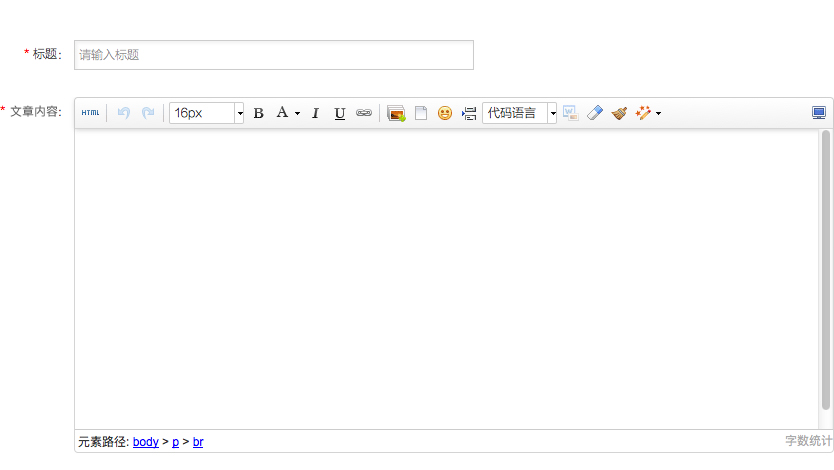 * 标题:
请输入标题
* 文章内容:
HTML 16px B A I U 代码语言
元素路径: body > p > br
字数统计